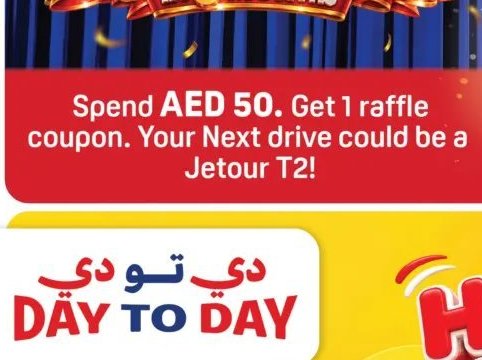 Spend AED 50. Get 1 raffle
coupon. Your Next drive could be a
Jetour T2!
دي تو دي
DAY TO DAY
H